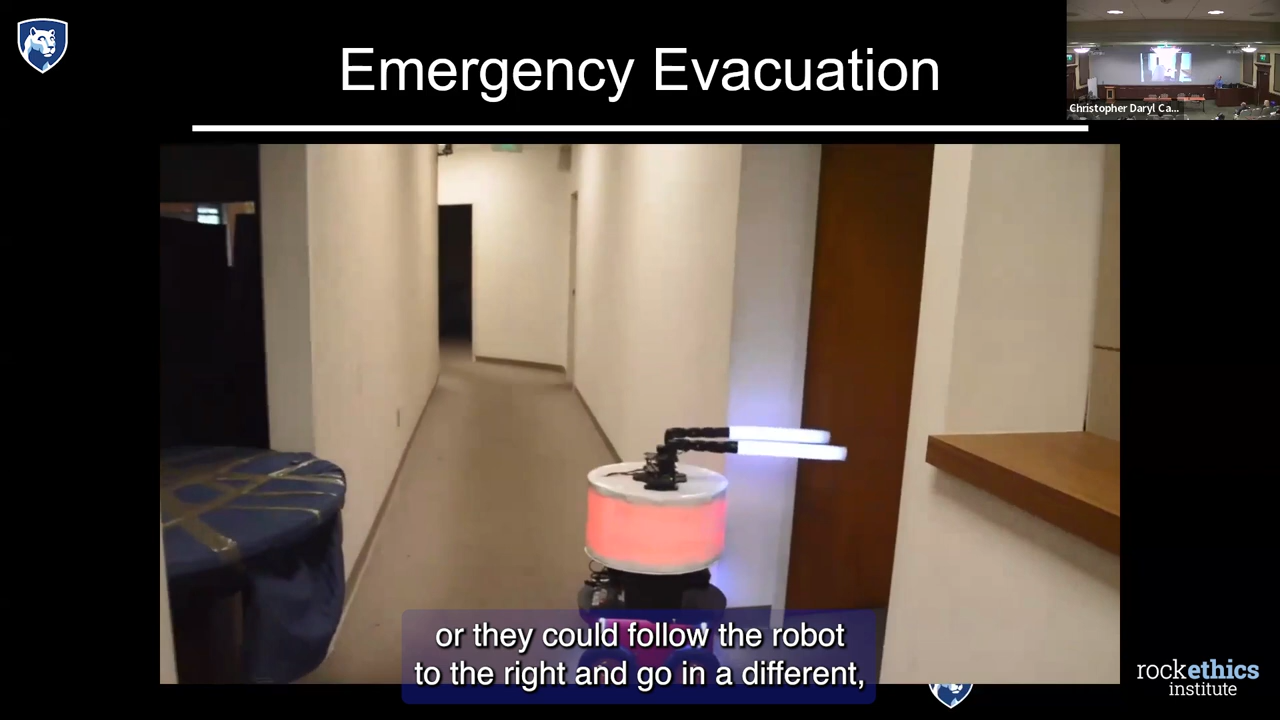 Emergency Evacuation
Christopher Daryl Ca...
or they could follow the robot
to the right and go in a different,
rockethics
institute